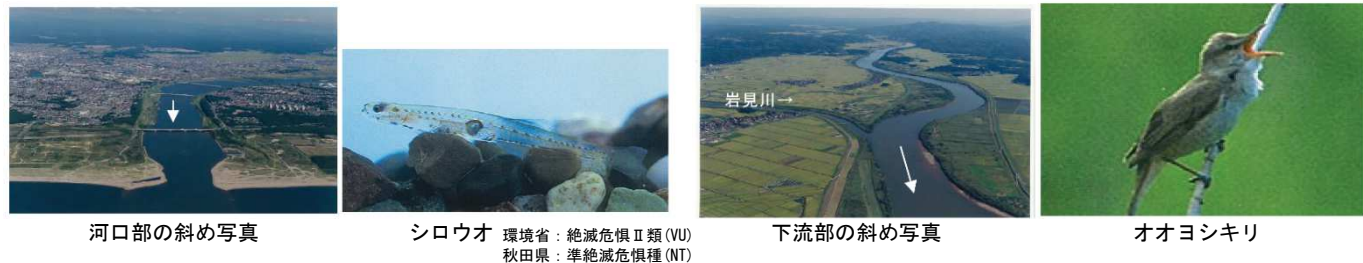 岩見川→
河口部の斜め写真
シロウオ 環境省：絶滅危惧Ⅱ類(VU)
秋田県：準絶滅危惧種(NT)
下流部の斜め写真
オオヨシキリ